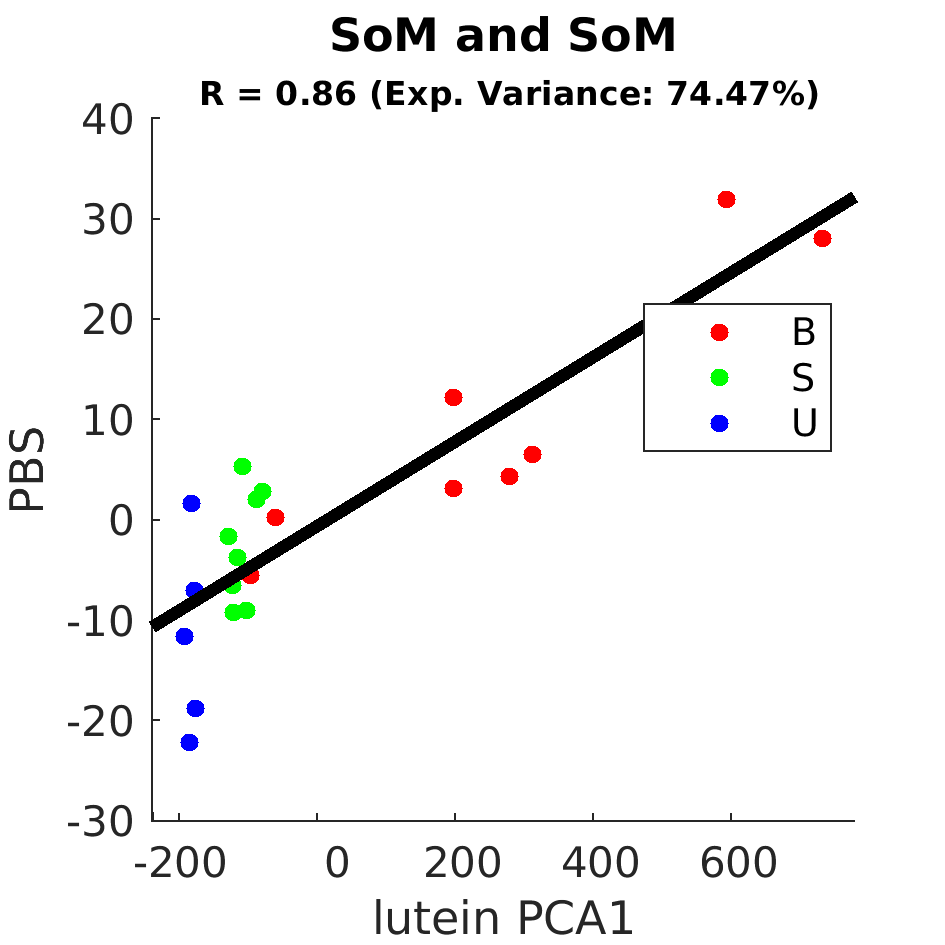 SoM and SoM
R = 0.86 (Exp. Variance: 74.47%)
40
30
20
10
0
-10
-20
-30
PBS
B
S
U
-200 0 200 400 600
lutein PCA1